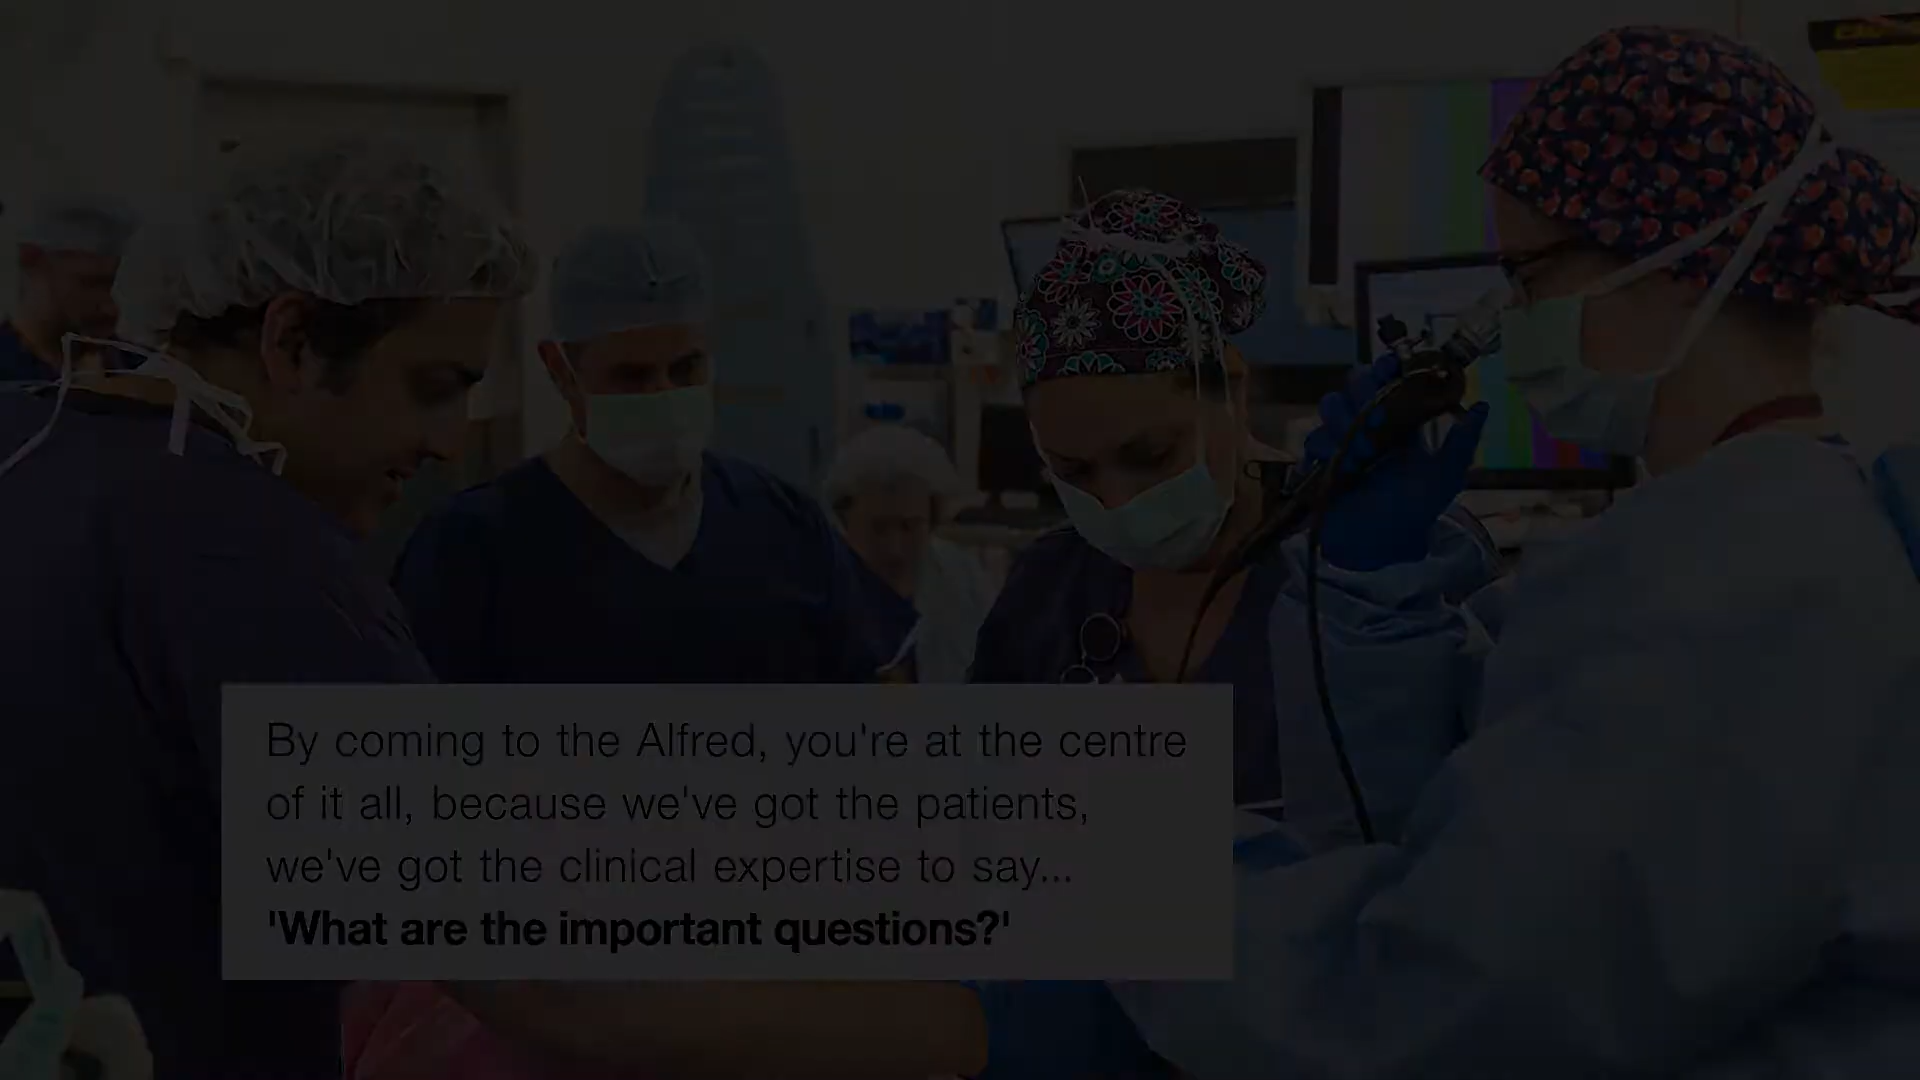 By coming to the Alfred, you're at the centre
of it all, because we've got the patients,
we've got the clinical expertise to say...
'What are the important questions?'